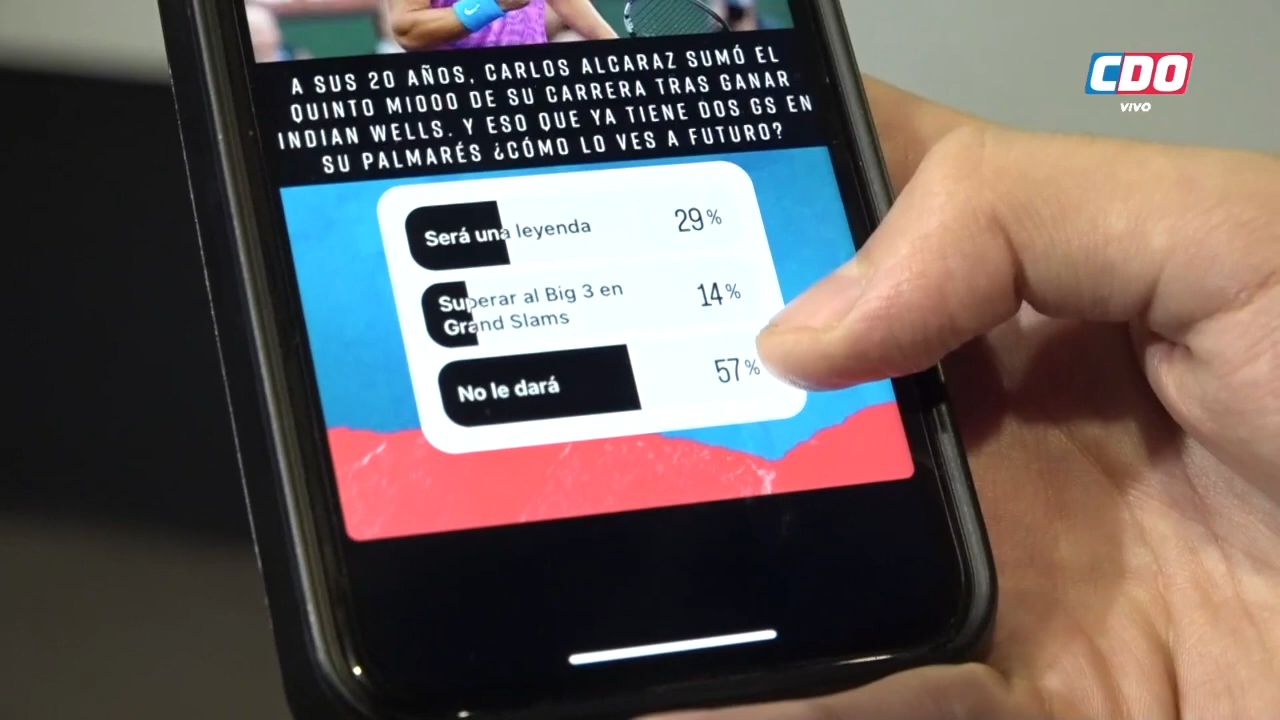 CDO
VIVO
A SUS 20 AÑOS, CARLOS ALCARAZ SUMÓ EL
QUINTO M1000 DE SU CARRERA TRAS GANAR
INDIAN WELLS. Y ESO QUE YA TIENE DOS GS EN
SU PALMARÉS ¿CÓMO LO VES A FUTURO?
Será una leyenda 29%
Superar al Big 3 en
Grand Slams 14%
No le dará 57%